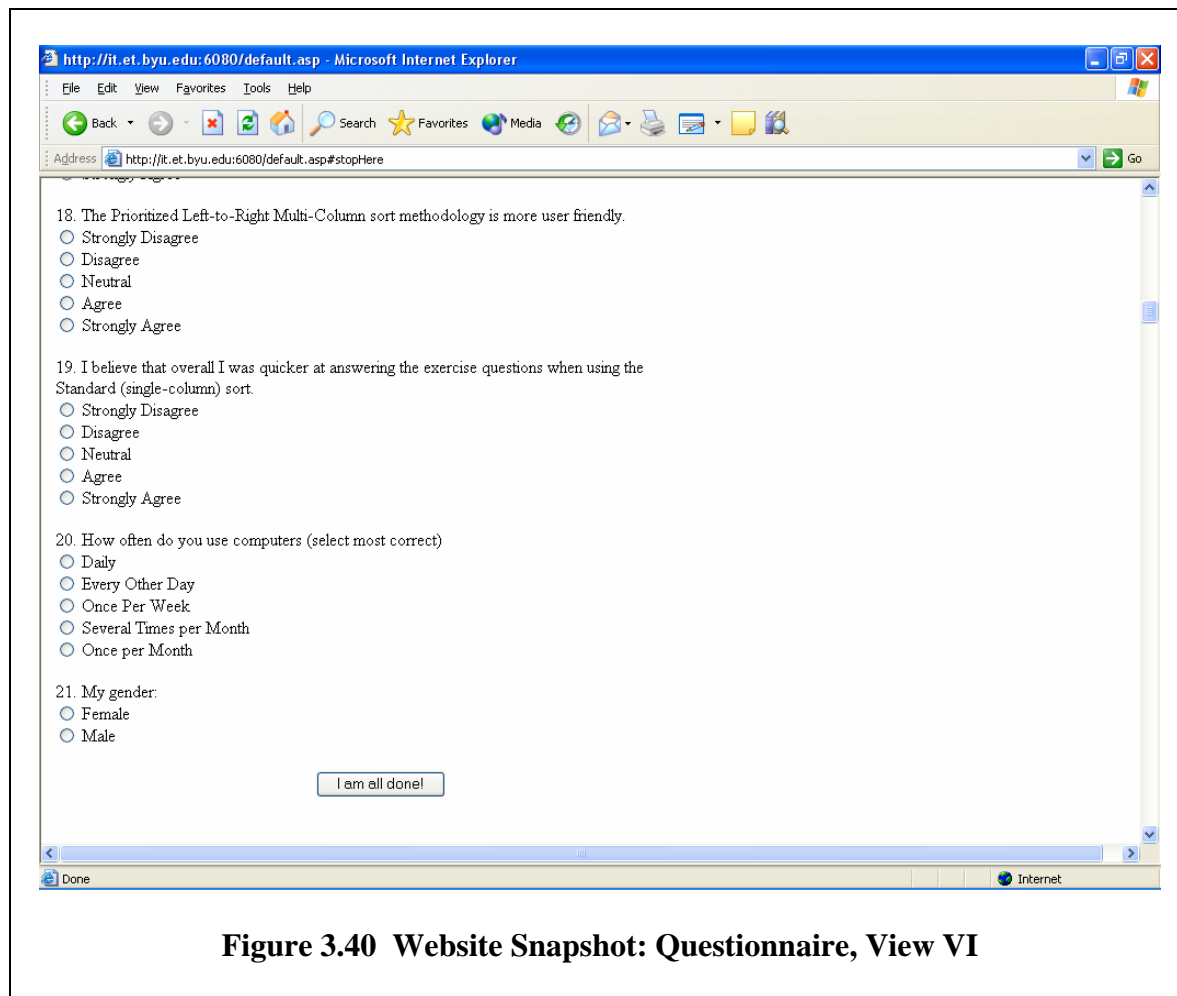 http://it.et.byu.edu:6080/default.asp - Microsoft Internet Explorer
File Edit View Favorites Tools Help
Back Search Favorites Media
Address http://it.et.byu.edu:6080/default.asp#stopHere Go
Strongly Agree
18. The Prioritized Left-to-Right Multi-Column sort methodology is more user friendly.
Strongly Disagree
Disagree
Neutral
Agree
Strongly Agree
19. I believe that overall I was quicker at answering the exercise questions when using the
Standard (single-column) sort.
Strongly Disagree
Disagree
Neutral
Agree
Strongly Agree
20. How often do you use computers (select most correct)
Daily
Every Other Day
Once Per Week
Several Times per Month
Once per Month
21. My gender:
Female
Male
I am all done!
Done Internet
Figure 3.40 Website Snapshot: Questionnaire, View VI